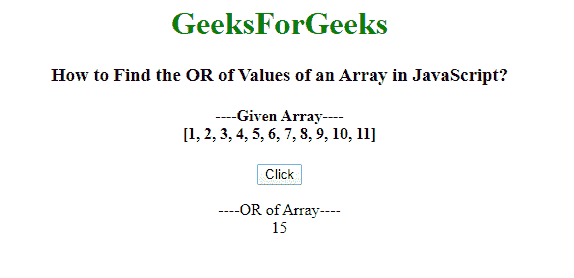 GeeksForGeeks
How to Find the OR of Values of an Array in JavaScript?
----Given Array----
[1, 2, 3, 4, 5, 6, 7, 8, 9, 10, 11]
Click
----OR of Array----
15